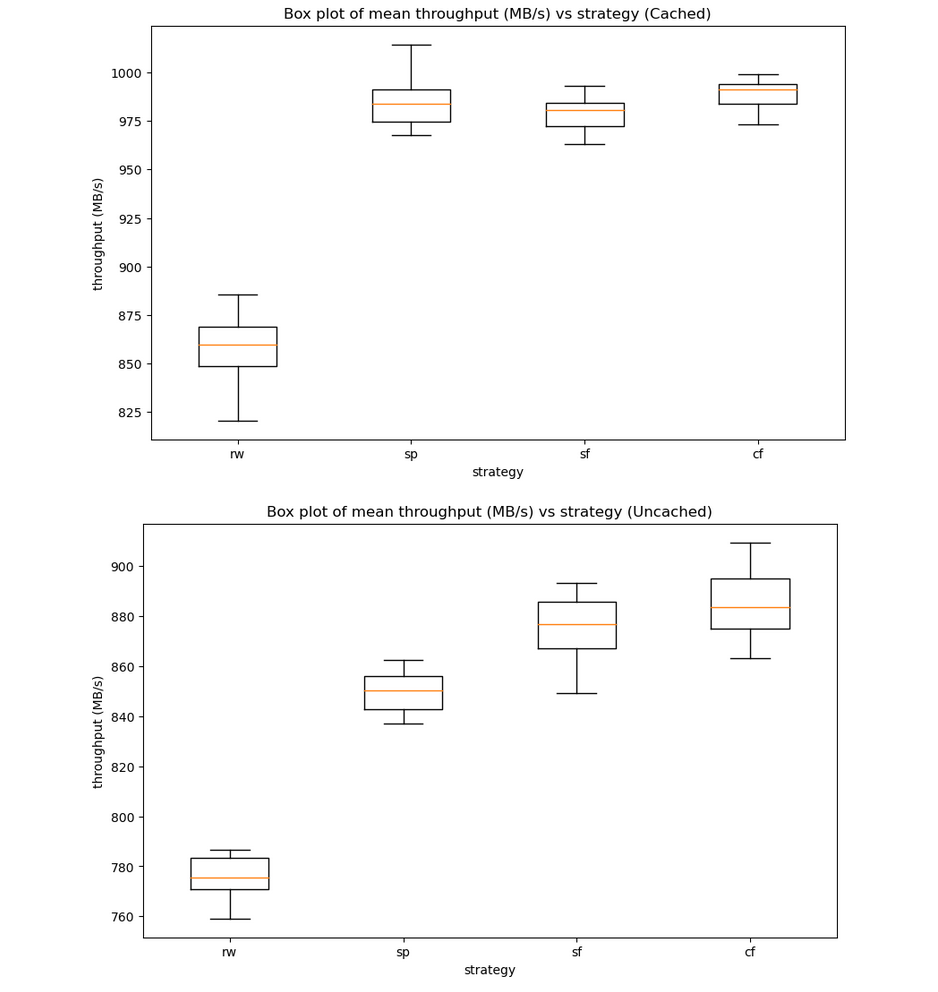 Box plot of mean throughput (MB/s) vs strategy (Cached)
1000
975
950
925
900
875
850
825
throughput (MB/s)
rw sp sf cf
strategy
Box plot of mean throughput (MB/s) vs strategy (Uncached)
900
880
860
840
820
800
780
760
throughput (MB/s)
rw sp sf cf
strategy